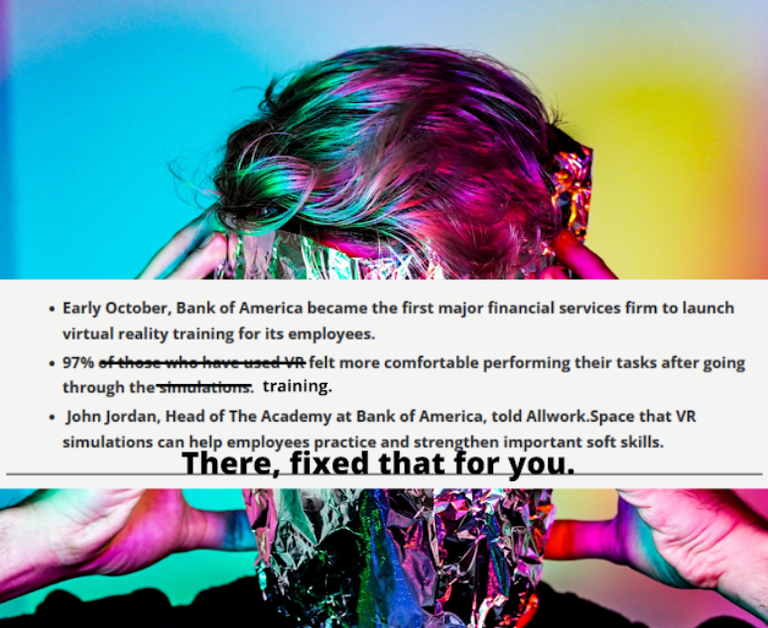 • Early October, Bank of America became the first major financial services firm to launch
virtual reality training for its employees.
• 97% of those who have used VR felt more comfortable performing their tasks after going
through the simulations. training.
• John Jordan, Head of The Academy at Bank of America, told Allwork.Space that VR
simulations can help employees practice and strengthen important soft skills.
There, fixed that for you.